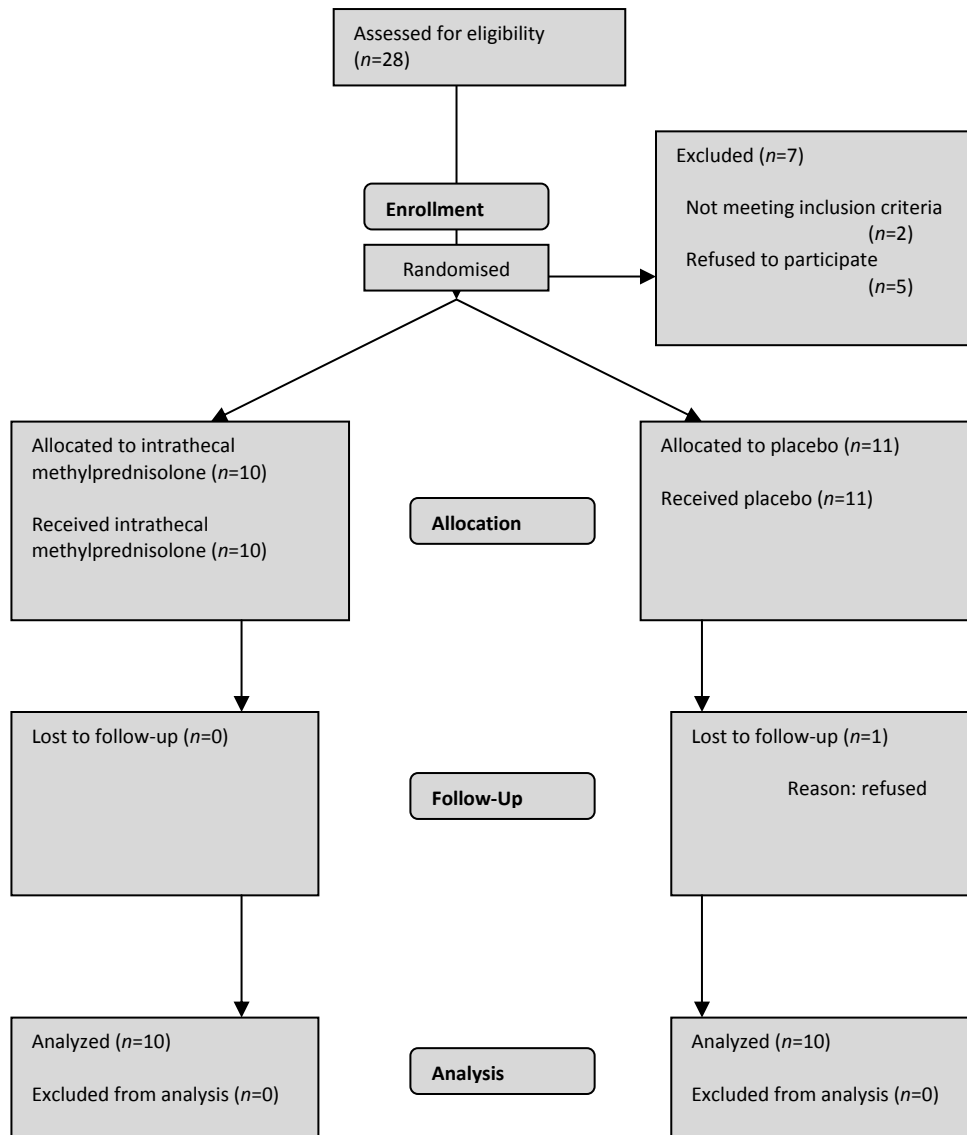 Assessed for eligibility
(n=28)
Excluded (n=7)
Not meeting inclusion criteria
(n=2)
Refused to participate
(n=5)
Enrollment
Randomised
Allocated to intrathecal
methylprednisolone (n=10)
Received intrathecal
methylprednisolone (n=10)
Allocation
Allocated to placebo (n=11)
Received placebo (n=11)
Lost to follow-up (n=0)
Follow-Up
Lost to follow-up (n=1)
Reason: refused
Analyzed (n=10)
Excluded from analysis (n=0)
Analysis
Analyzed (n=10)
Excluded from analysis (n=0)